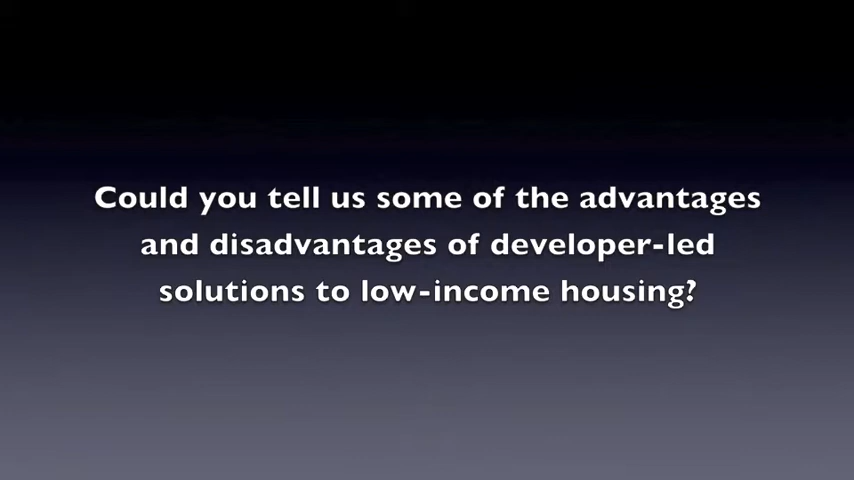 Could you tell us some of the advantages
and disadvantages of developer-led
solutions to low-income housing?